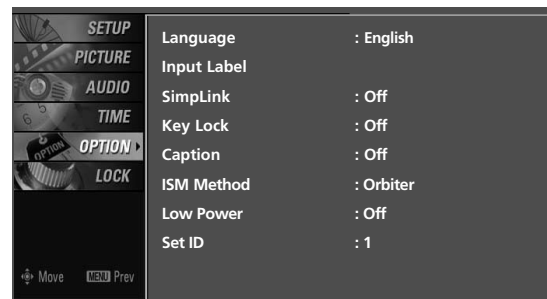 SETUP
PICTURE
AUDIO
TIME
OPTION
LOCK
Move MENU Prev
Language : English
Input Label
SimpLink : Off
Key Lock : Off
Caption : Off
ISM Method : Orbiter
Low Power : Off
Set ID : 1